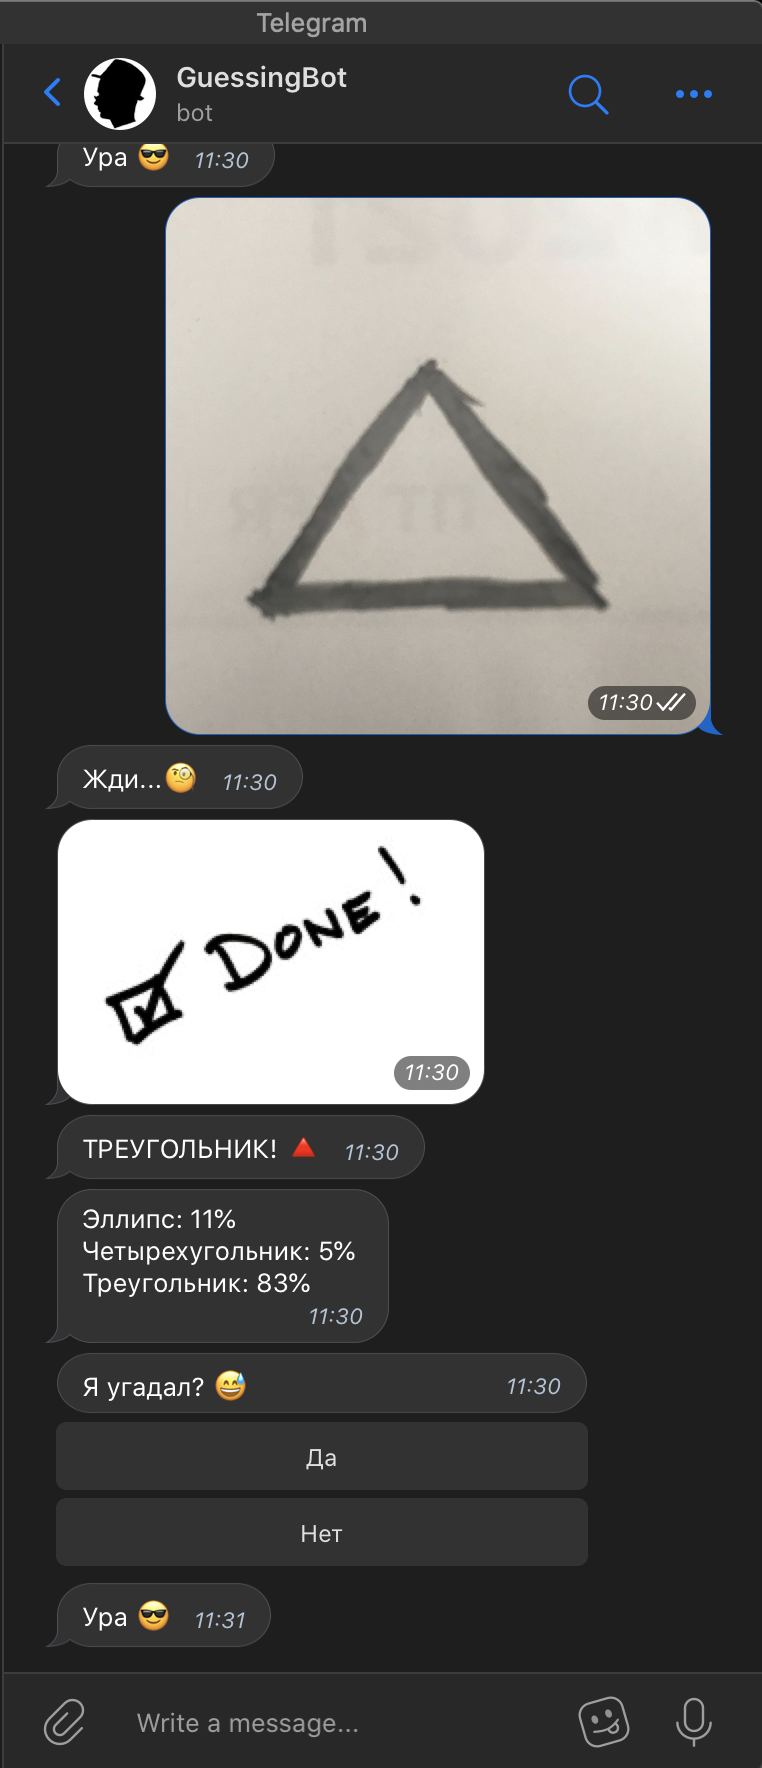 Telegram
GuessingBot
bot
Ура 😎 11:30
11:30
Жди...🧐 11:30
DONE!
11:30
ТРЕУГОЛЬНИК! 🔺 11:30
Эллипс: 11%
Четырехугольник: 5%
Треугольник: 83%
11:30
Я угадал? 😅 11:30
Да
Нет
Ура 😎 11:31
Write a message...